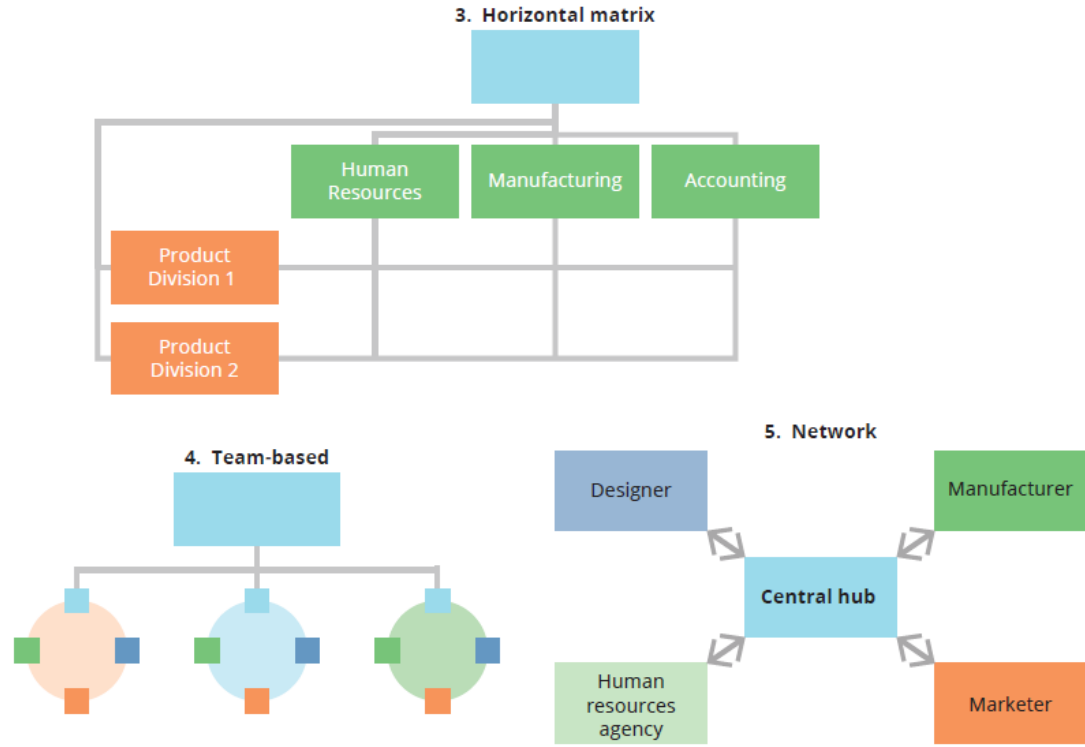 3. Horizontal matrix
Human
Resources
Manufacturing
Accounting
Product
Division 1
Product
Division 2
4. Team-based
5. Network
Designer
Manufacturer
Central hub
Human
resources
agency
Marketer